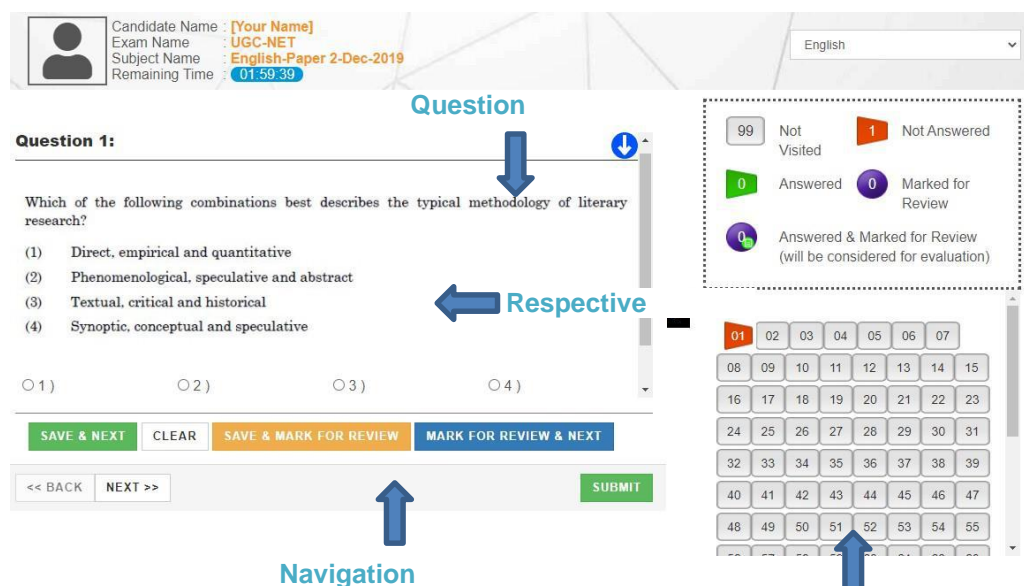 Candidate Name : [Your Name]
Exam Name : UGC-NET
Subject Name : English-Paper 2-Dec-2019
Remaining Time : 01:59:39
English
Question
Question 1:
Which of the following combinations best describes the typical methodology of literary
research?
(1) Direct, empirical and quantitative
(2) Phenomenological, speculative and abstract
(3) Textual, critical and historical
(4) Synoptic, conceptual and speculative
Respective
1 ) 2 ) 3 ) 4 )
SAVE & NEXT CLEAR SAVE & MARK FOR REVIEW MARK FOR REVIEW & NEXT
<< BACK NEXT >> SUBMIT
Navigation
99 Not Visited 1 Not Answered
0 Answered 0 Marked for Review
0 Answered & Marked for Review
(will be considered for evaluation)
01 02 03 04 05 06 07
08 09 10 11 12 13 14 15
16 17 18 19 20 21 22 23
24 25 26 27 28 29 30 31
32 33 34 35 36 37 38 39
40 41 42 43 44 45 46 47
48 49 50 51 52 53 54 55